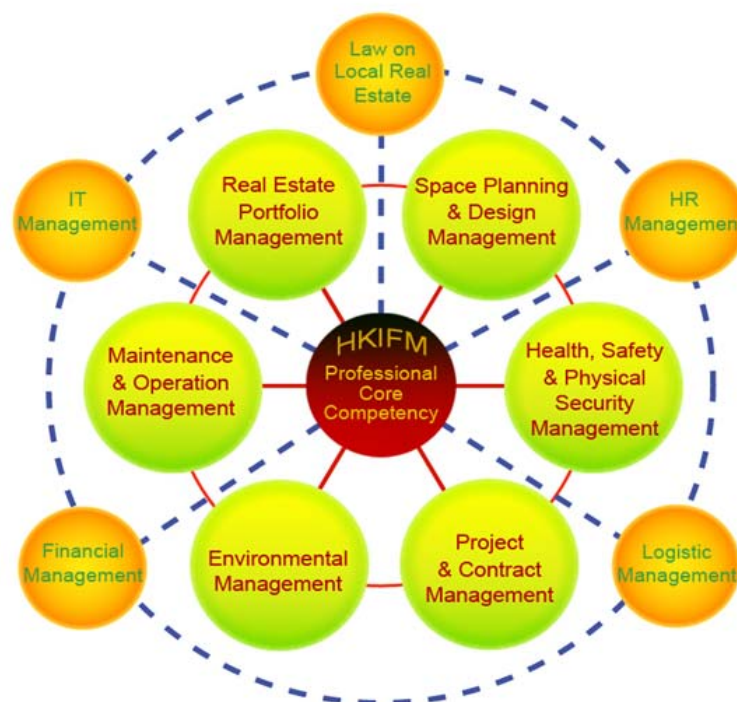 Law on
Local Real
Estate
IT
Management
Real Estate
Portfolio
Management
Space Planning
& Design
Management
HR
Management
Maintenance
& Operation
Management
HKIFM
Professional
Core
Competency
Health, Safety
& Physical
Security
Management
Financial
Management
Environmental
Management
Project
& Contract
Management
Logistic
Management